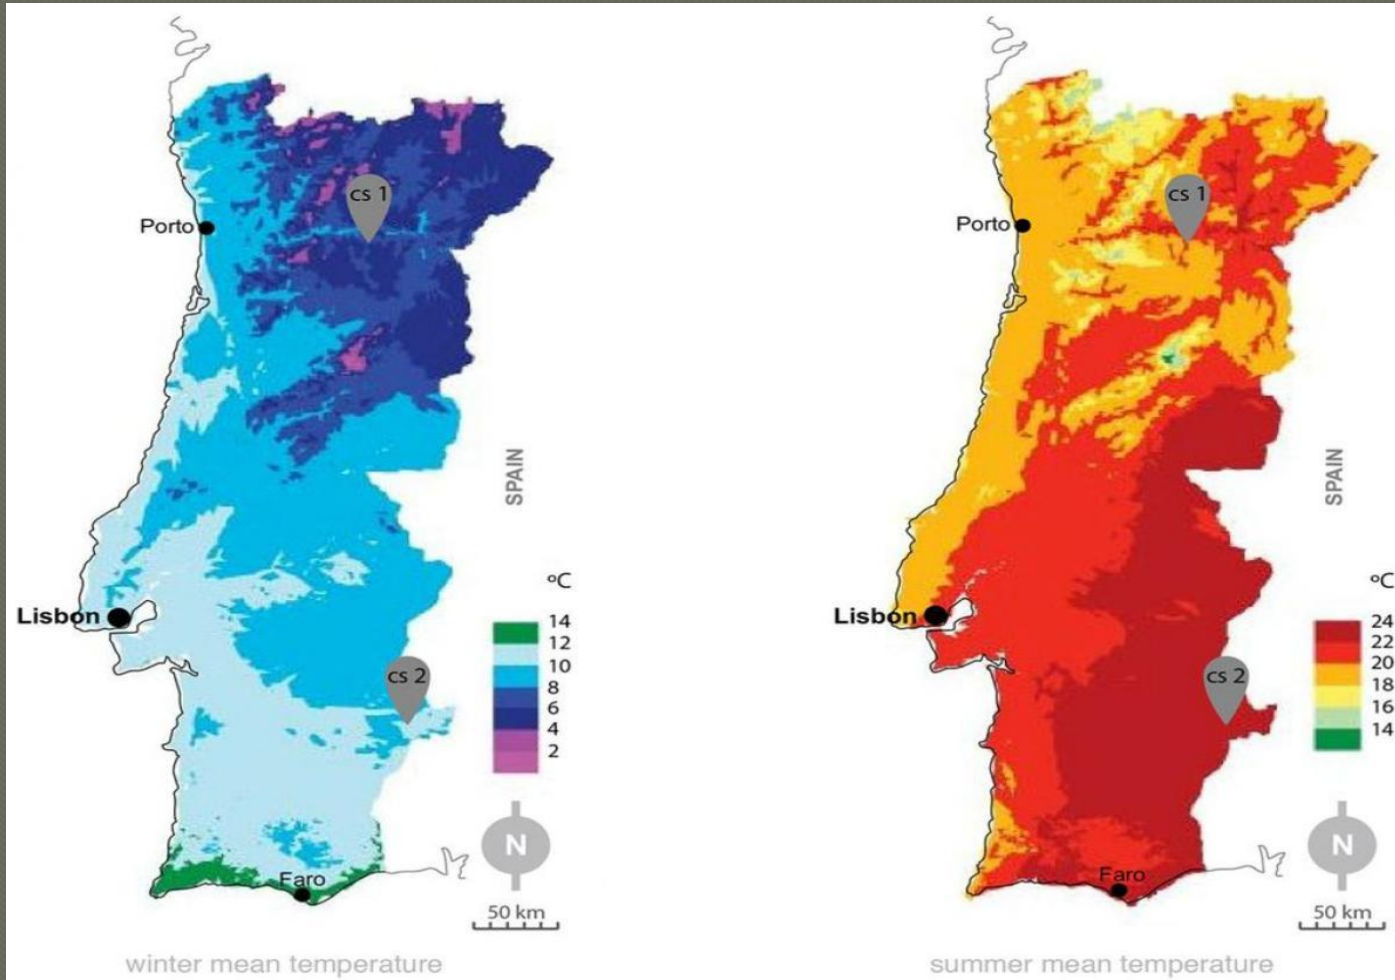 cs 1
Porto
SPAIN
ºC
14
12
10
8
6
4
2
Lisbon
cs 2
N
Faro
50 km
winter mean temperature
cs 1
Porto
SPAIN
ºC
24
22
20
18
16
14
Lisbon
cs 2
N
Faro
50 km
summer mean temperature